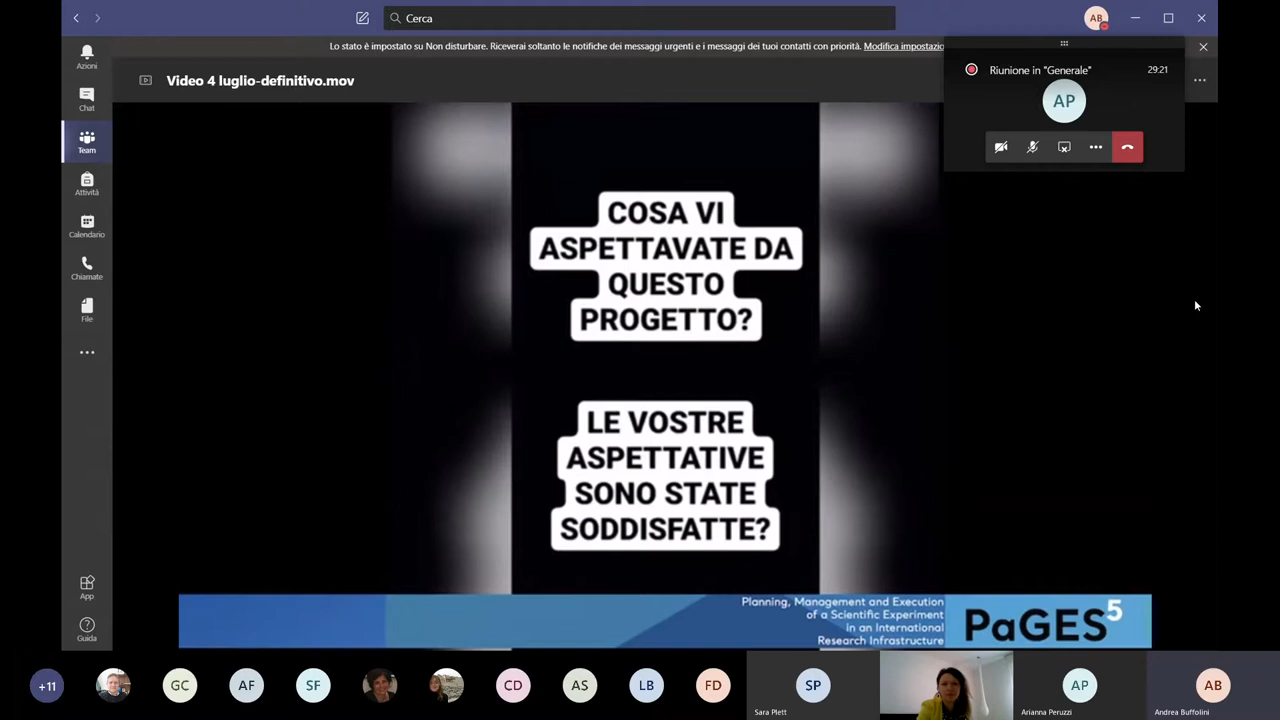 Cerca
AB
Lo stato è impostato su Non disturbare. Riceverai soltanto le notifiche dei messaggi urgenti e i messaggi dei tuoi contatti con priorità. Modifica impostazio
Azioni
Video 4 luglio-definitivo.mov
Riunione in "Generale"
29:21
AP
Chat
Team
Attività
Calendario
Chiamate
File
COSA VI
ASPETTAVATE DA
QUESTO
PROGETTO?
LE VOSTRE
ASPETTATIVE
SONO STATE
SODDISFATTE?
App
Guida
Planning, Management and Execution
of a Scientific Experiment
in an International
Research Infrastructure
PaGES5
+11
GC
AF
SF
CD
AS
LB
FD
SP
Sara Plett
AP
Arianna Peruzzi
AB
Andrea Buffolini